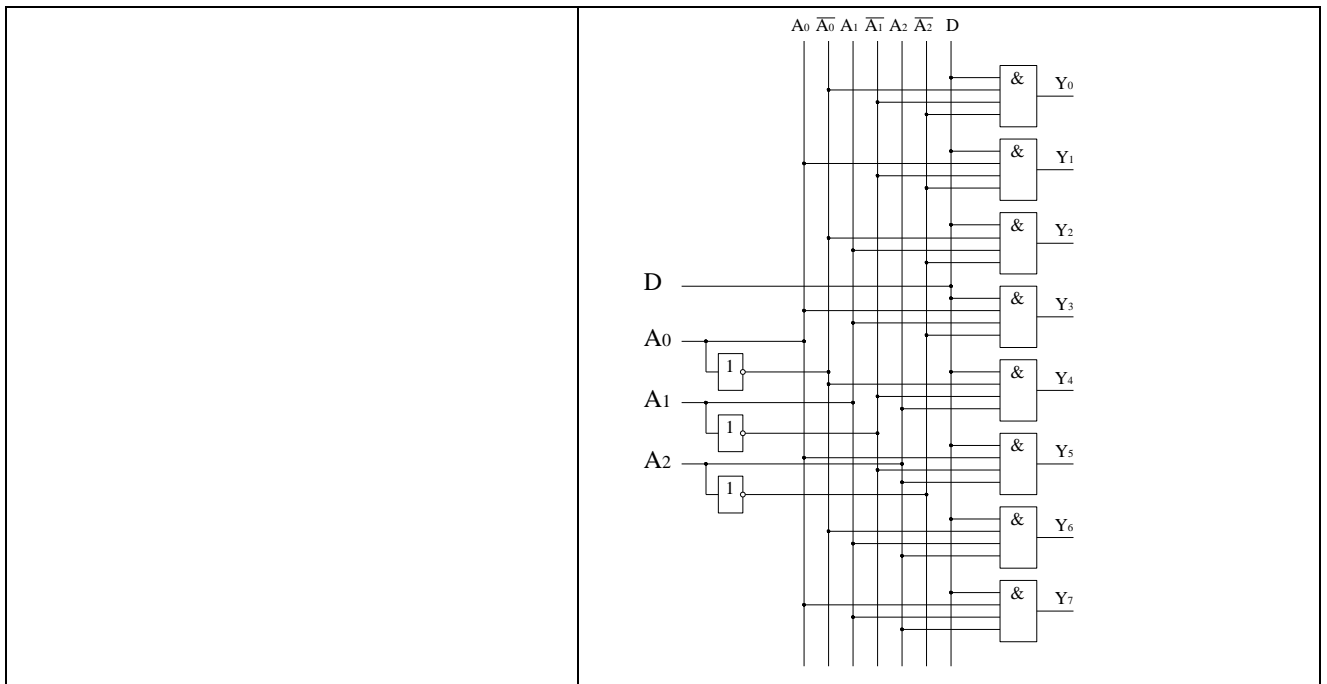 A₀ A̅₀̅ A₁ A̅₁̅ A₂ A̅₂̅ D
& Y₀
& Y₁
& Y₂
D
& Y₃
A0
1
& Y₄
A1
1
& Y₅
A2
1
& Y₆
& Y₇